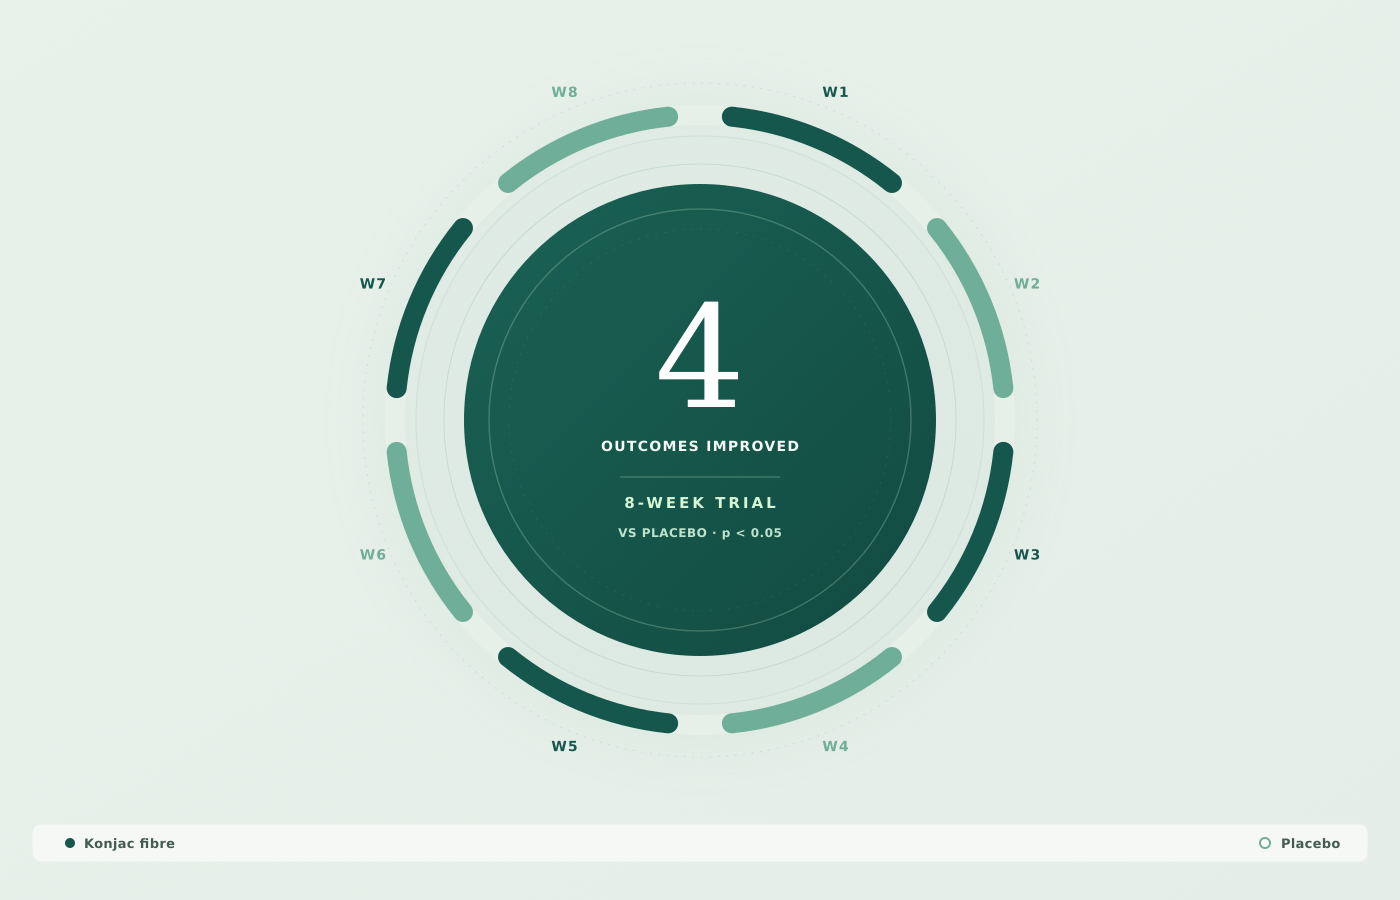 W8
W1
W7
W2
4
OUTCOMES IMPROVED
8-WEEK TRIAL
VS PLACEBO · p < 0.05
W6
W3
W5
W4
Konjac fibre
Placebo